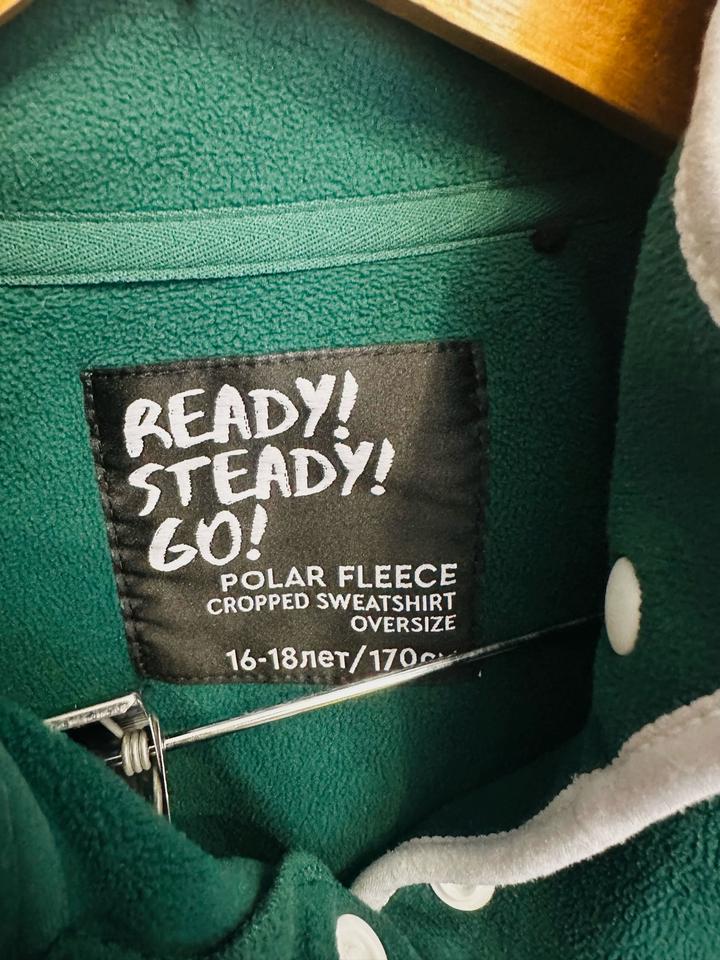 READY!
STEADY!
GO!
POLAR FLEECE
CROPPED SWEATSHIRT
OVERSIZE
16-18лет/170